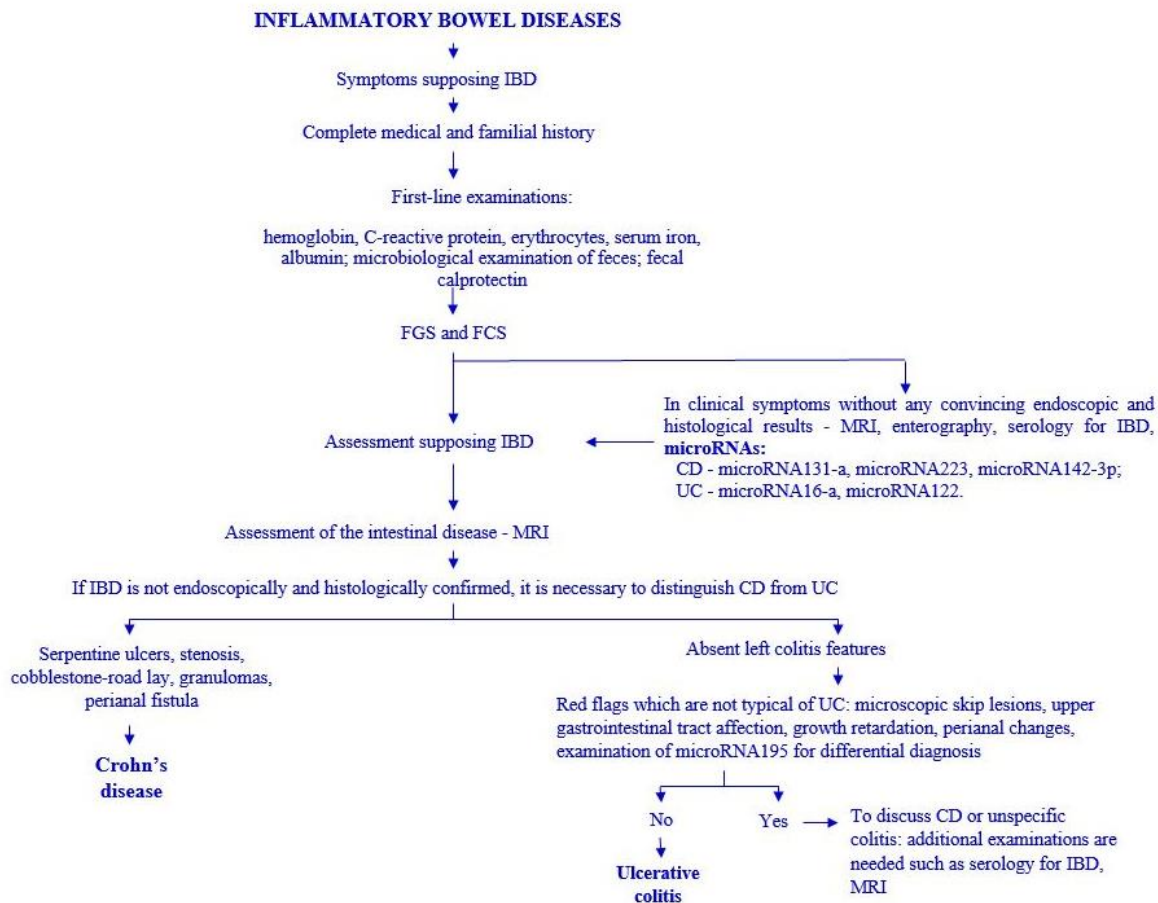 INFLAMMATORY BOWEL DISEASES
Symptoms supposing IBD
Complete medical and familial history
First-line examinations:
hemoglobin, C-reactive protein, erythrocytes, serum iron,
albumin; microbiological examination of feces; fecal
calprotectin
FGS and FCS
In clinical symptoms without any convincing endoscopic and
histological results - MRI, enterography, serology for IBD,
microRNAs:
CD - microRNA131-a, microRNA223, microRNA142-3p;
UC - microRNA16-a, microRNA122.
Assessment supposing IBD
Assessment of the intestinal disease - MRI
If IBD is not endoscopically and histologically confirmed, it is necessary to distinguish CD from UC
Serpentine ulcers, stenosis,
cobblestone-road lay, granulomas,
perianal fistula
Crohn's
disease
Absent left colitis features
Red flags which are not typical of UC: microscopic skip lesions, upper
gastrointestinal tract affection, growth retardation, perianal changes,
examination of microRNA195 for differential diagnosis
No
Ulcerative
colitis
Yes
To discuss CD or unspecific
colitis: additional examinations are
needed such as serology for IBD,
MRI